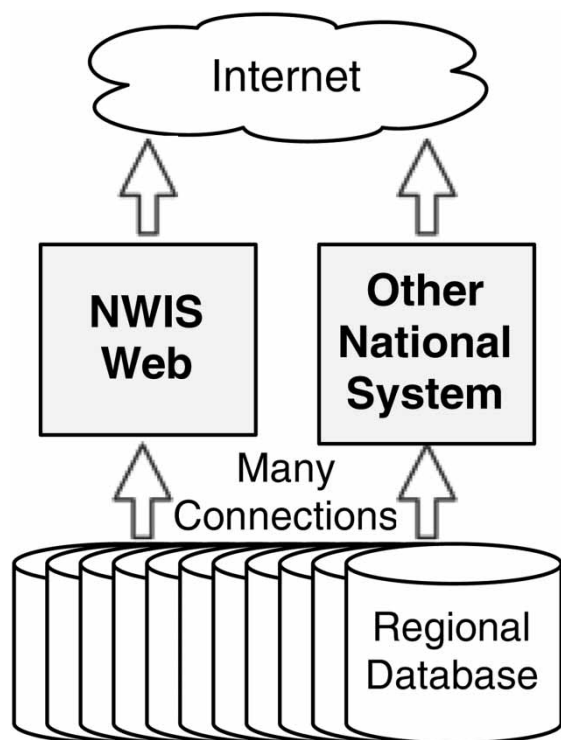 Internet
NWIS
Web
Other
National
System
Many
Connections
Regional
Database